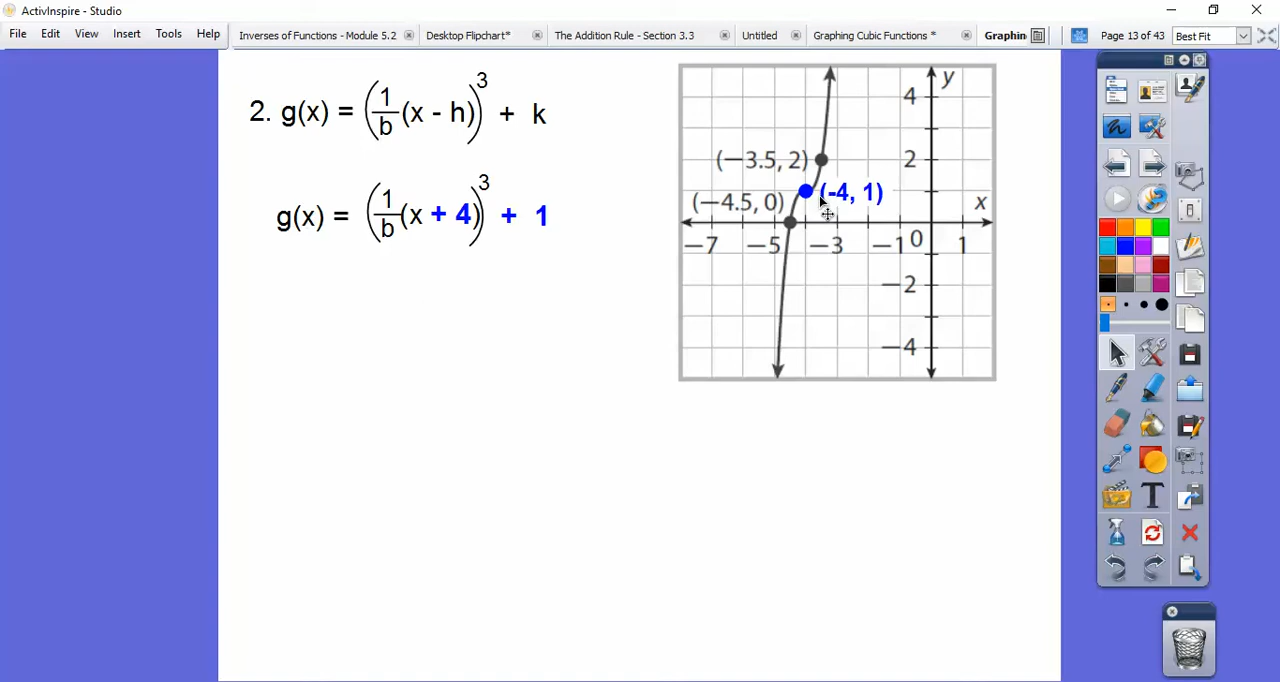 ActivInspire - Studio
File Edit View Insert Tools Help
Inverses of Functions - Module 5.2 Desktop Flipchart* The Addition Rule - Section 3.3 Untitled Graphing Cubic Functions * Graphin
Page 13 of 43 Best Fit
2. g(x) = (1/b (x - h))³ + k
g(x) = (1/b (x + 4))³ + 1
y
4
(−3.5, 2) 2
(-4, 1)
(−4.5, 0) x
−7 −5 −3 −1 0 1
−2
−4
T